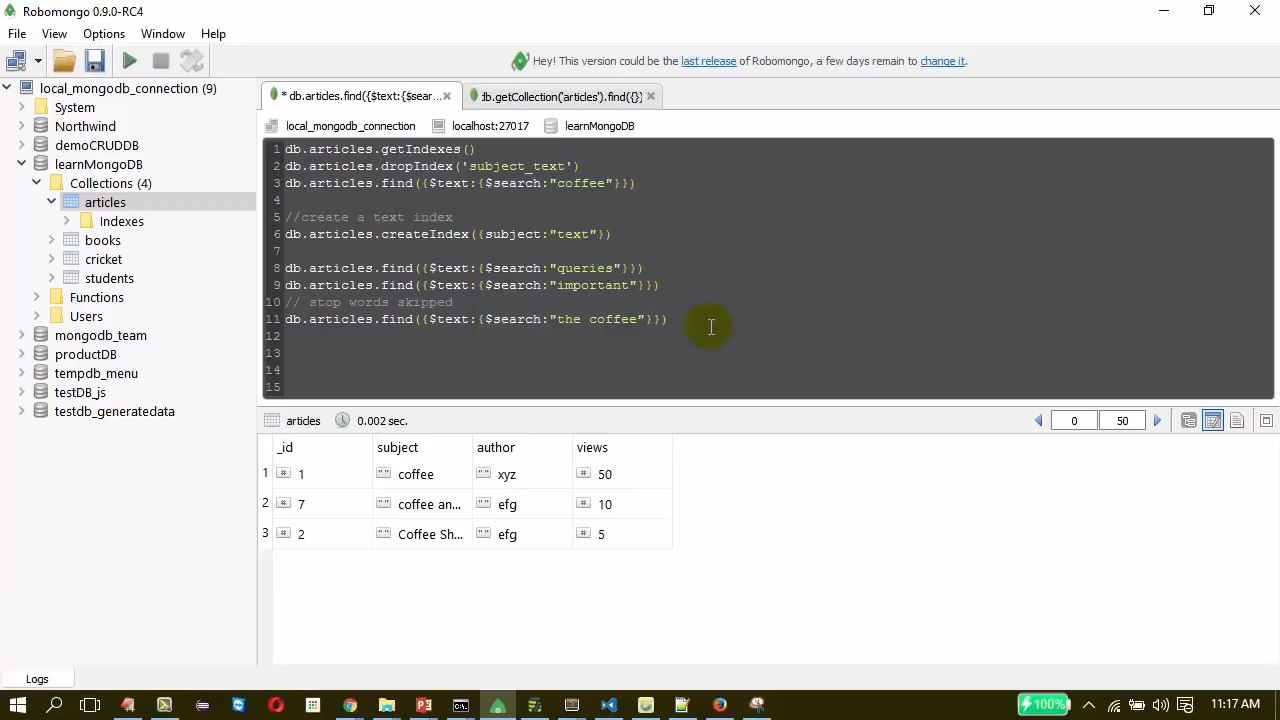 Robomongo 0.9.0-RC4
File View Options Window Help
Hey! This version could be the last release of Robomongo, a few days remain to change it.
local_mongodb_connection (9)
System
Northwind
demoCRUDDB
learnMongoDB
Collections (4)
articles
Indexes
books
cricket
students
Functions
Users
mongodb_team
productDB
tempdb_menu
testDB_js
testdb_generatedata
* db.articles.find({$text:{$sear...
db.getCollection('articles').find({})
local_mongodb_connection localhost:27017 learnMongoDB
1 db.articles.getIndexes()
2 db.articles.dropIndex('subject_text')
3 db.articles.find({$text:{$search:"coffee"}})
4
5 //create a text index
6 db.articles.createIndex({subject:"text"})
7
8 db.articles.find({$text:{$search:"queries"}})
9 db.articles.find({$text:{$search:"important"}})
10 // stop words skipped
11 db.articles.find({$text:{$search:"the coffee"}})
12
13
14
15
articles 0.002 sec. 0 50
_id subject author views
1 1 coffee xyz 50
2 7 coffee an... efg 10
3 2 Coffee Sh... efg 5
Logs
100% 11:17 AM